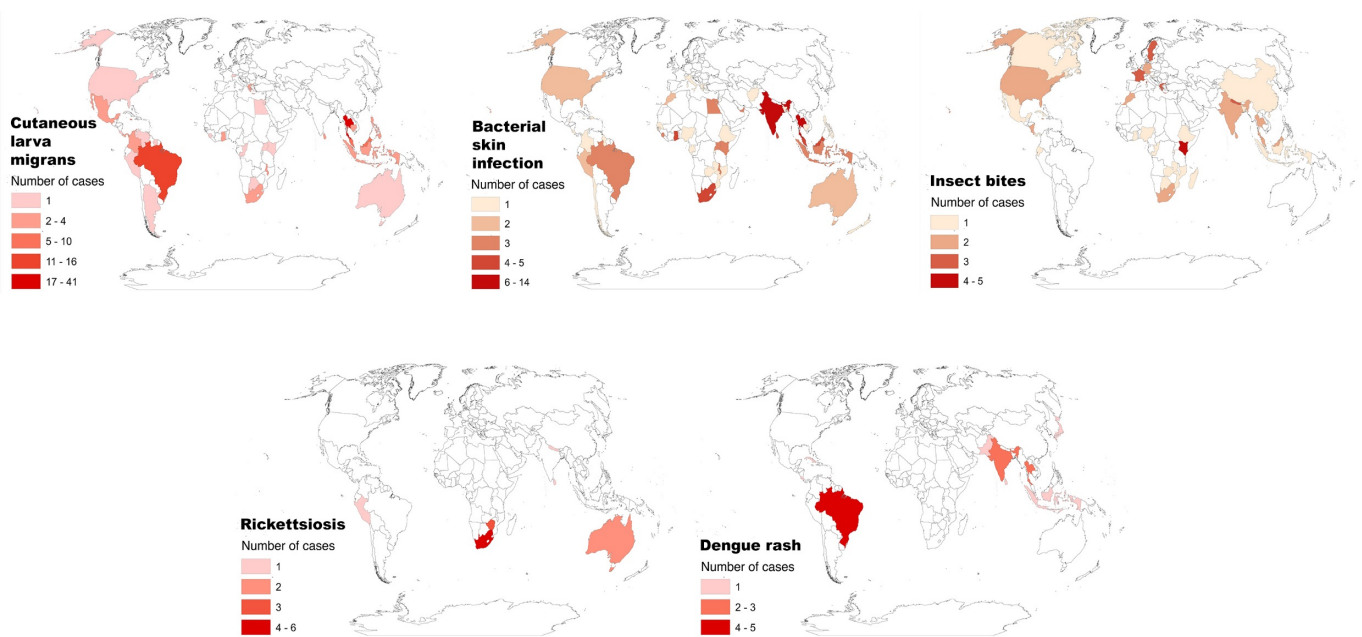 Cutaneous
larva
migrans
Number of cases
1
2 - 4
5 - 10
11 - 16
17 - 41
Bacterial
skin
infection
Number of cases
1
2
3
4 - 5
6 - 14
Insect bites
Number of cases
1
2
3
4 - 5
Rickettsiosis
Number of cases
1
2
3
4 - 6
Dengue rash
Number of cases
1
2 - 3
4 - 5